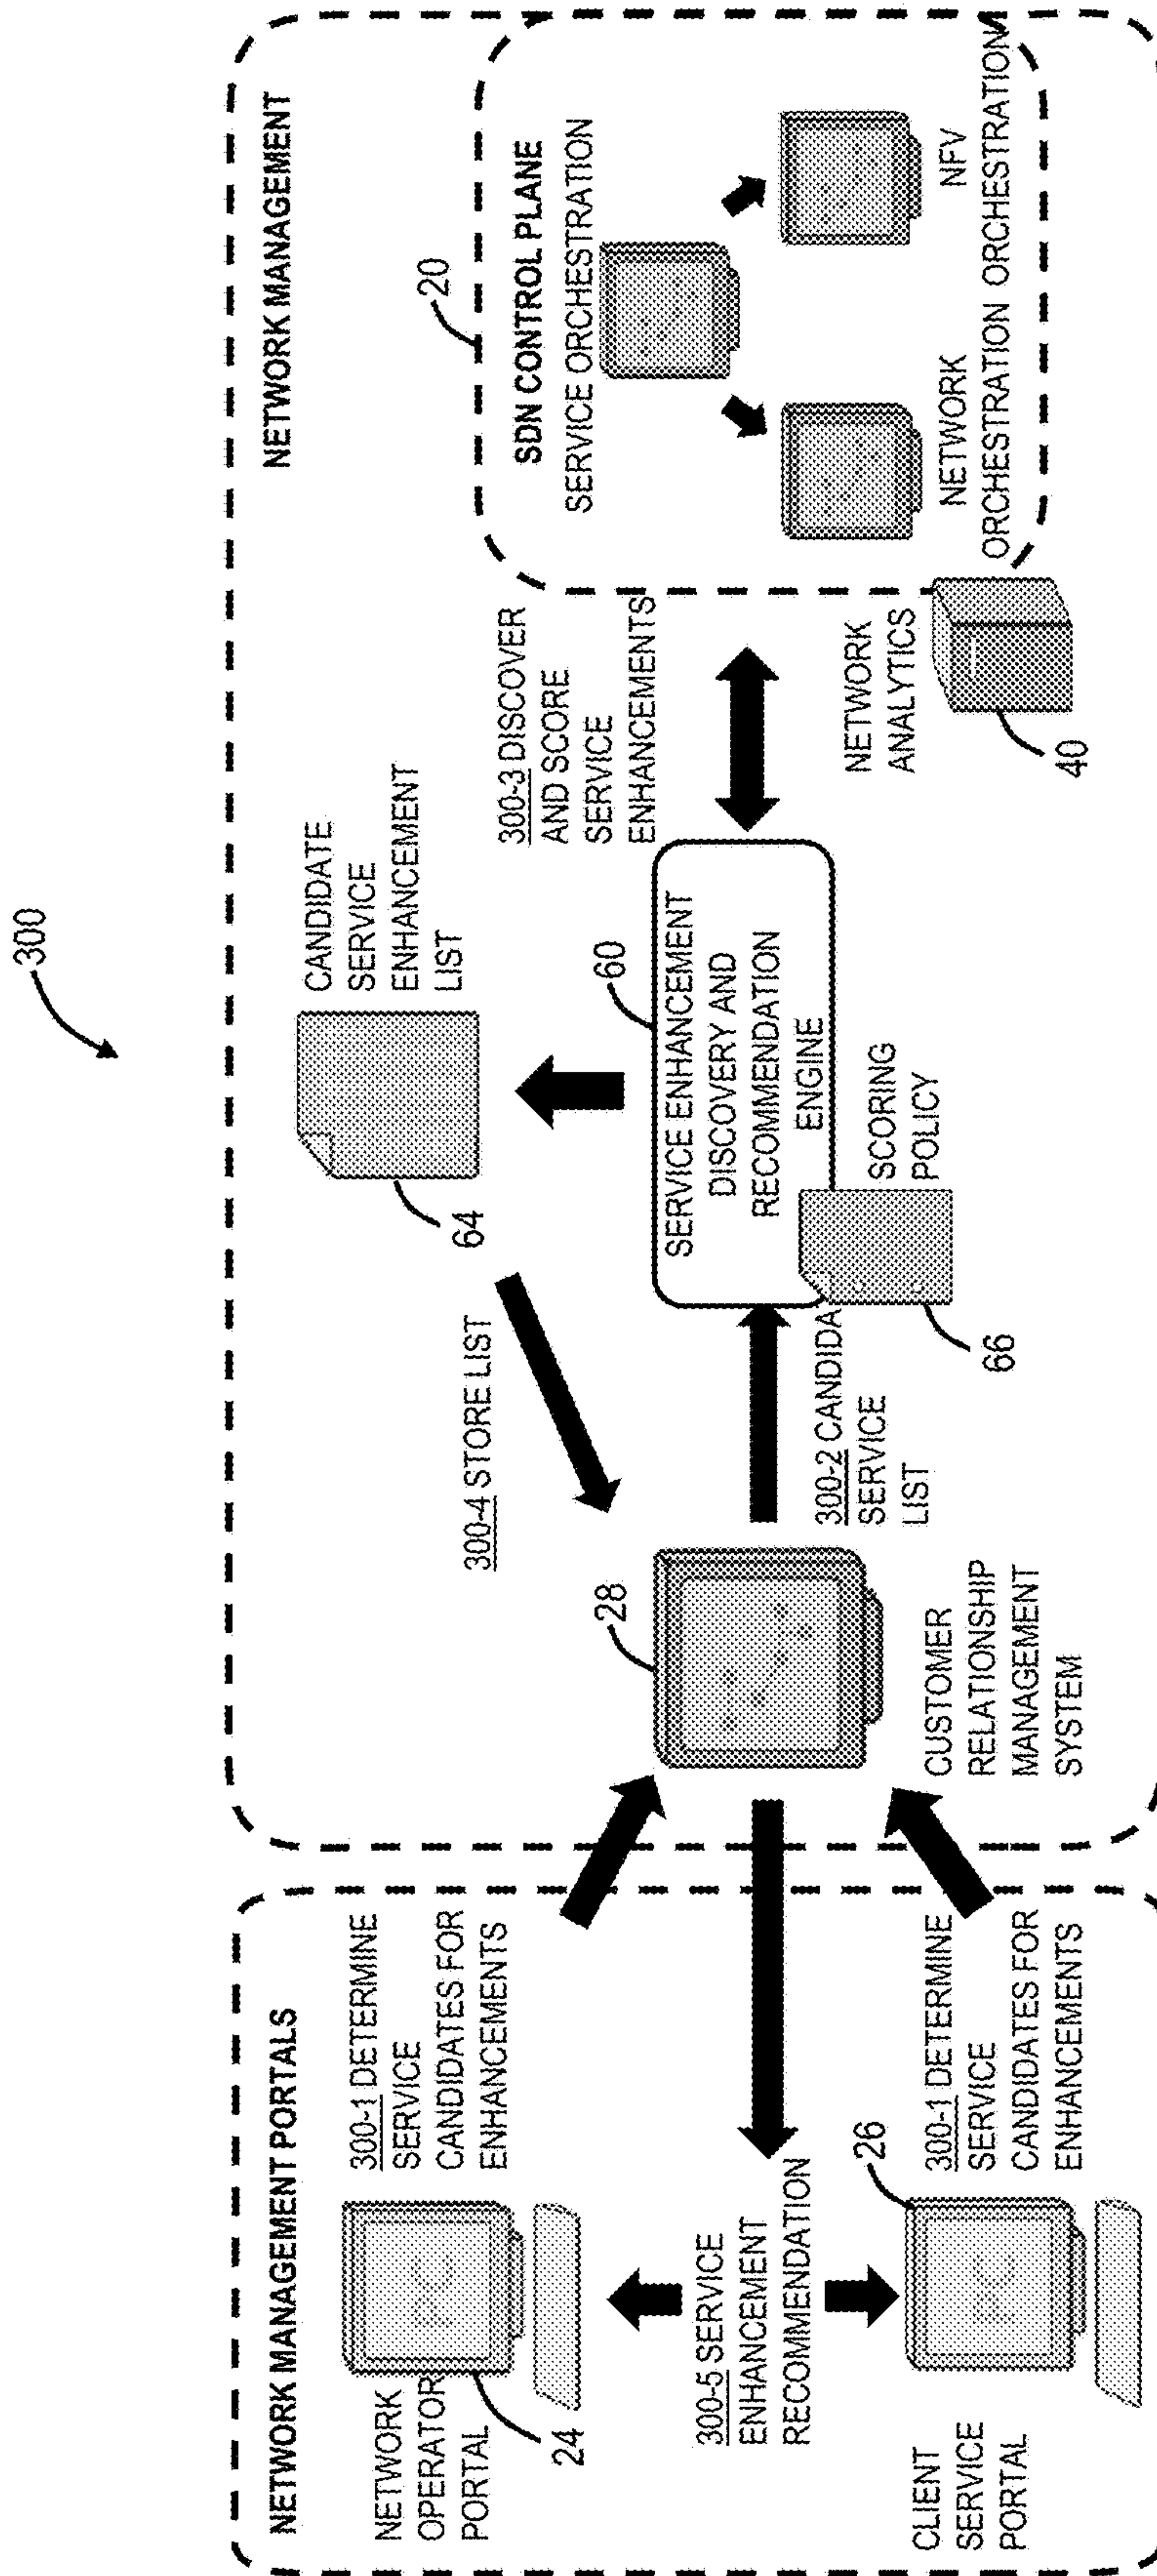 300
NETWORK MANAGEMENT PORTALS
NETWORK
OPERATOR
PORTAL
24
300-1 DETERMINE
SERVICE
CANDIDATES FOR
ENHANCEMENTS
300-5 SERVICE
ENHANCEMENT
RECOMMENDATION
CLIENT
SERVICE
PORTAL
26
300-1 DETERMINE
SERVICE
CANDIDATES FOR
ENHANCEMENTS
NETWORK MANAGEMENT
300-4 STORE LIST
64
CANDIDATE
SERVICE
ENHANCEMENT
LIST
28
CUSTOMER
RELATIONSHIP
MANAGEMENT
SYSTEM
300-2 CANDIDA
SERVICE
LIST
60
SERVICE ENHANCEMENT
DISCOVERY AND
RECOMMENDATION
ENGINE
SCORING
POLICY
66
300-3 DISCOVER
AND SCORE
SERVICE
ENHANCEMENTS
NETWORK
ANALYTICS
40
20
SDN CONTROL PLANE
SERVICE ORCHESTRATION
NETWORK NFV
ORCHESTRATION ORCHESTRATION